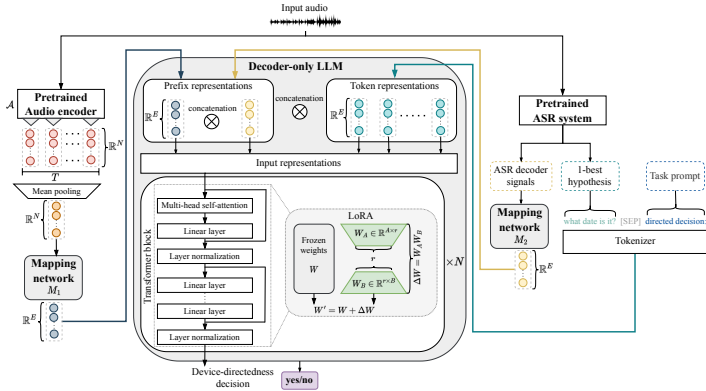 Input audio
Decoder-only LLM
Prefix representations
Token representations
ℝ^E
concatenation
concatenation
ℝ^E
𝒜
Pretrained
Audio encoder
ℝ^N
T
Mean pooling
ℝ^N
Mapping
network
M_1
ℝ^E
Input representations
Transformer block
Multi-head self-attention
Linear layer
Layer normalization
Linear layer
Linear layer
Layer normalization
LoRA
Frozen
weights
W
W_A ∈ ℝ^{A×r}
r
W_B ∈ ℝ^{r×B}
ΔW = W_A W_B
W′ = W + ΔW
×N
Device-directedness
decision
yes/no
Pretrained
ASR system
ASR decoder
signals
1-best
hypothesis
Task prompt
Mapping
network
M_2
what date is it? [SEP] directed decision:
Tokenizer
ℝ^E